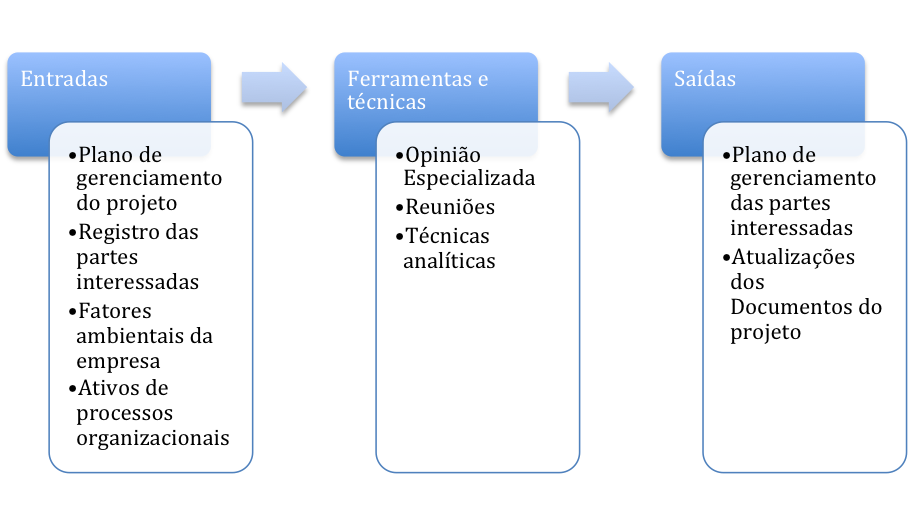 Entradas
•Plano de
gerenciamento
do projeto
•Registro das
partes
interessadas
•Fatores
ambientais da
empresa
•Ativos de
processos
organizacionais
Ferramentas e
técnicas
•Opinião
Especializada
•Reuniões
•Técnicas
analíticas
Saídas
•Plano de
gerenciamento
das partes
interessadas
•Atualizações
dos
Documentos do
projeto